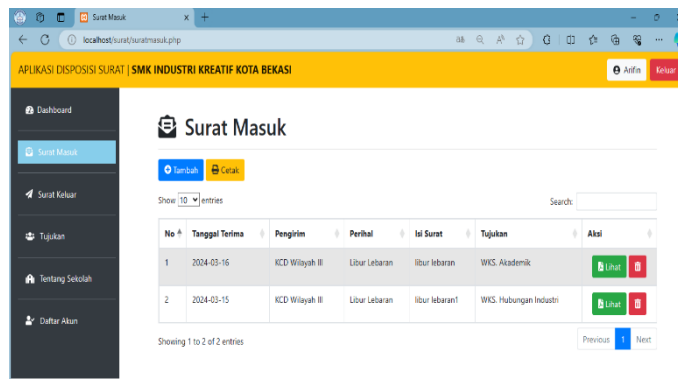 Surat Masuk
localhost/surat/suratmasuk.php
APLIKASI DISPOSISI SURAT | SMK INDUSTRI KREATIF KOTA BEKASI
Arifin
Keluar
Dashboard
Surat Masuk
Surat Keluar
Tujukan
Tentang Sekolah
Daftar Akun
Surat Masuk
Tambah Cetak
Show 10 entries Search:
No Tanggal Terima Pengirim Perihal Isi Surat Tujukan Aksi
1 2024-03-16 KCD Wilayah III Libur Lebaran libur lebaran WKS. Akademik Lihat
2 2024-03-15 KCD Wilayah III Libur Lebaran libur lebaran1 WKS. Hubungan Industri Lihat
Showing 1 to 2 of 2 entries Previous 1 Next